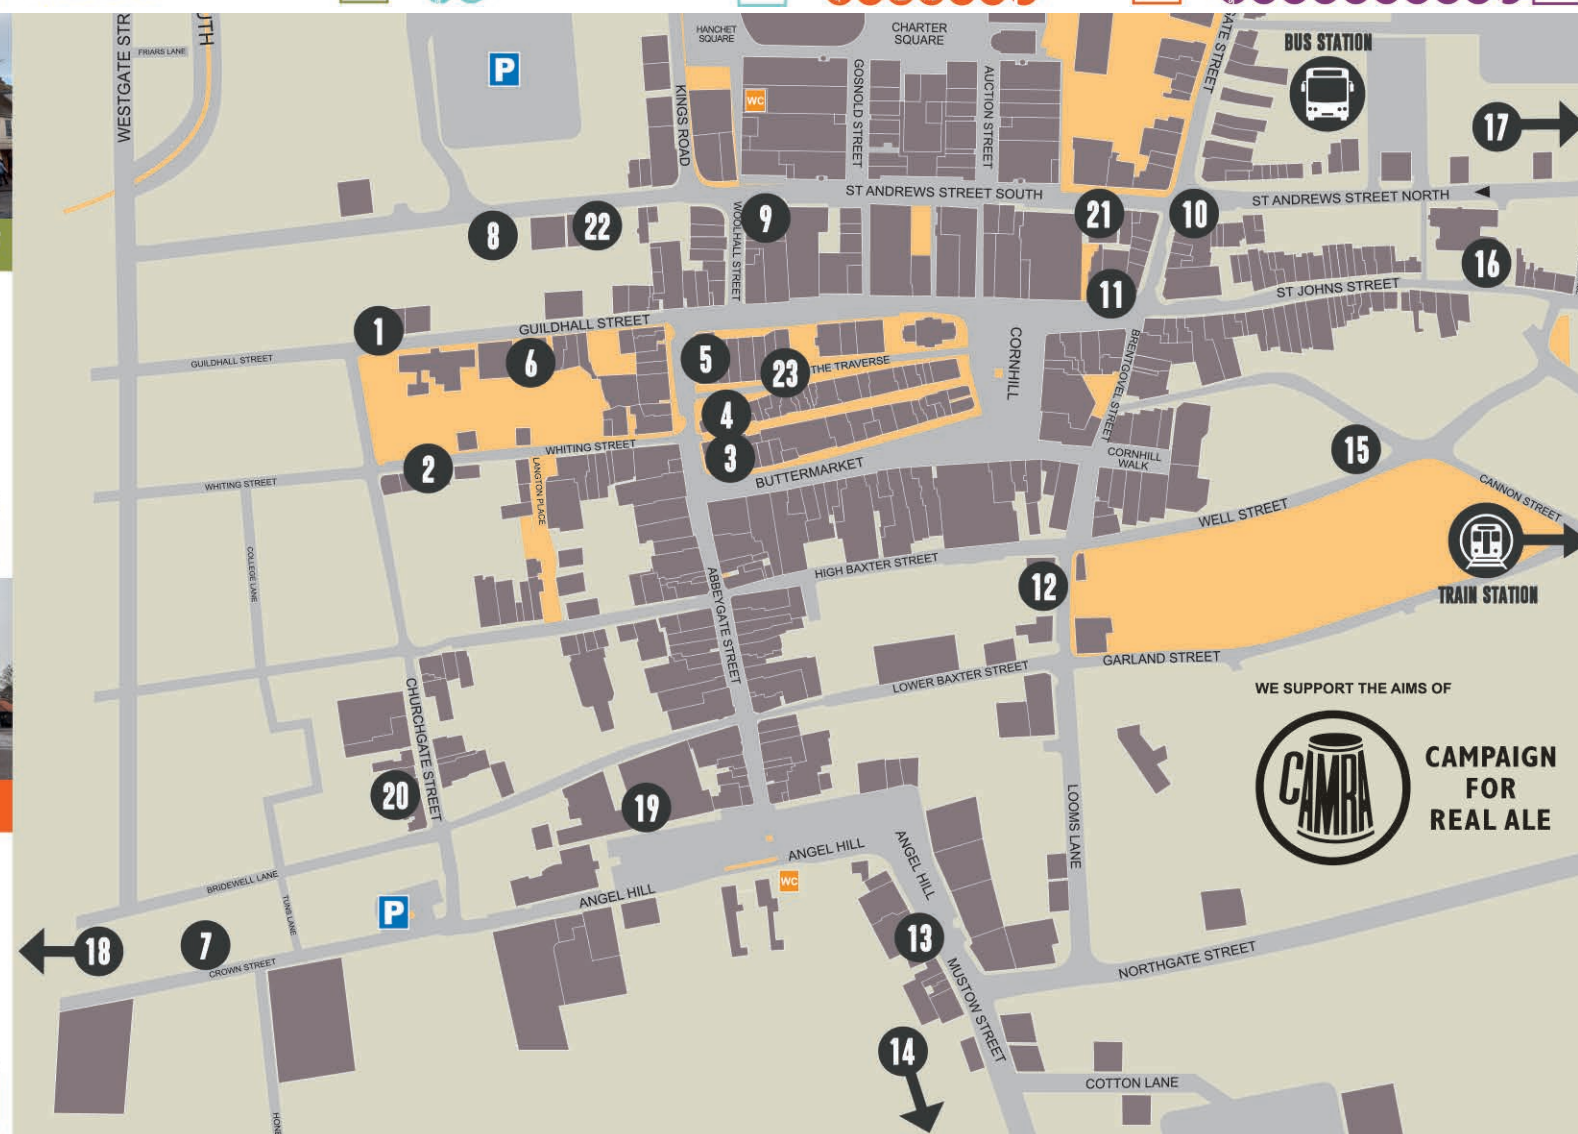 WESTGATE STR
UTH
FRIARS LANE
P
HANCHET
SQUARE
CHARTER
SQUARE
GATE STREET
BUS STATION
WC
KINGS ROAD
GOSNOLD STREET
AUCTION STREET
17
ST ANDREWS STREET SOUTH
ST ANDREWS STREET NORTH
8
22
WOOLHALL STREET
9
21
10
16
ST JOHNS STREET
11
1
GUILDHALL STREET
GUILDHALL STREET
6
5
23
THE TRAVERSE
CORNHILL
BRENTGOVEL STREET
4
3
2
WHITING STREET
WHITING STREET
LANGTON PLACE
BUTTERMARKET
CORNHILL
WALK
15
CANNON STREET
WELL STREET
TRAIN STATION
COLLEGE LANE
HIGH BAXTER STREET
12
ABBEYGATE STREET
GARLAND STREET
LOWER BAXTER STREET
CHURCHGATE STREET
WE SUPPORT THE AIMS OF
CAMRA
CAMPAIGN
FOR
REAL ALE
20
19
LOOMS LANE
ANGEL HILL
ANGEL HILL
ANGEL HILL
WC
BRIDEWELL LANE
TUNS LANE
P
18
7
CROWN STREET
13
MUSTOW STREET
NORTHGATE STREET
14
COTTON LANE
HONE